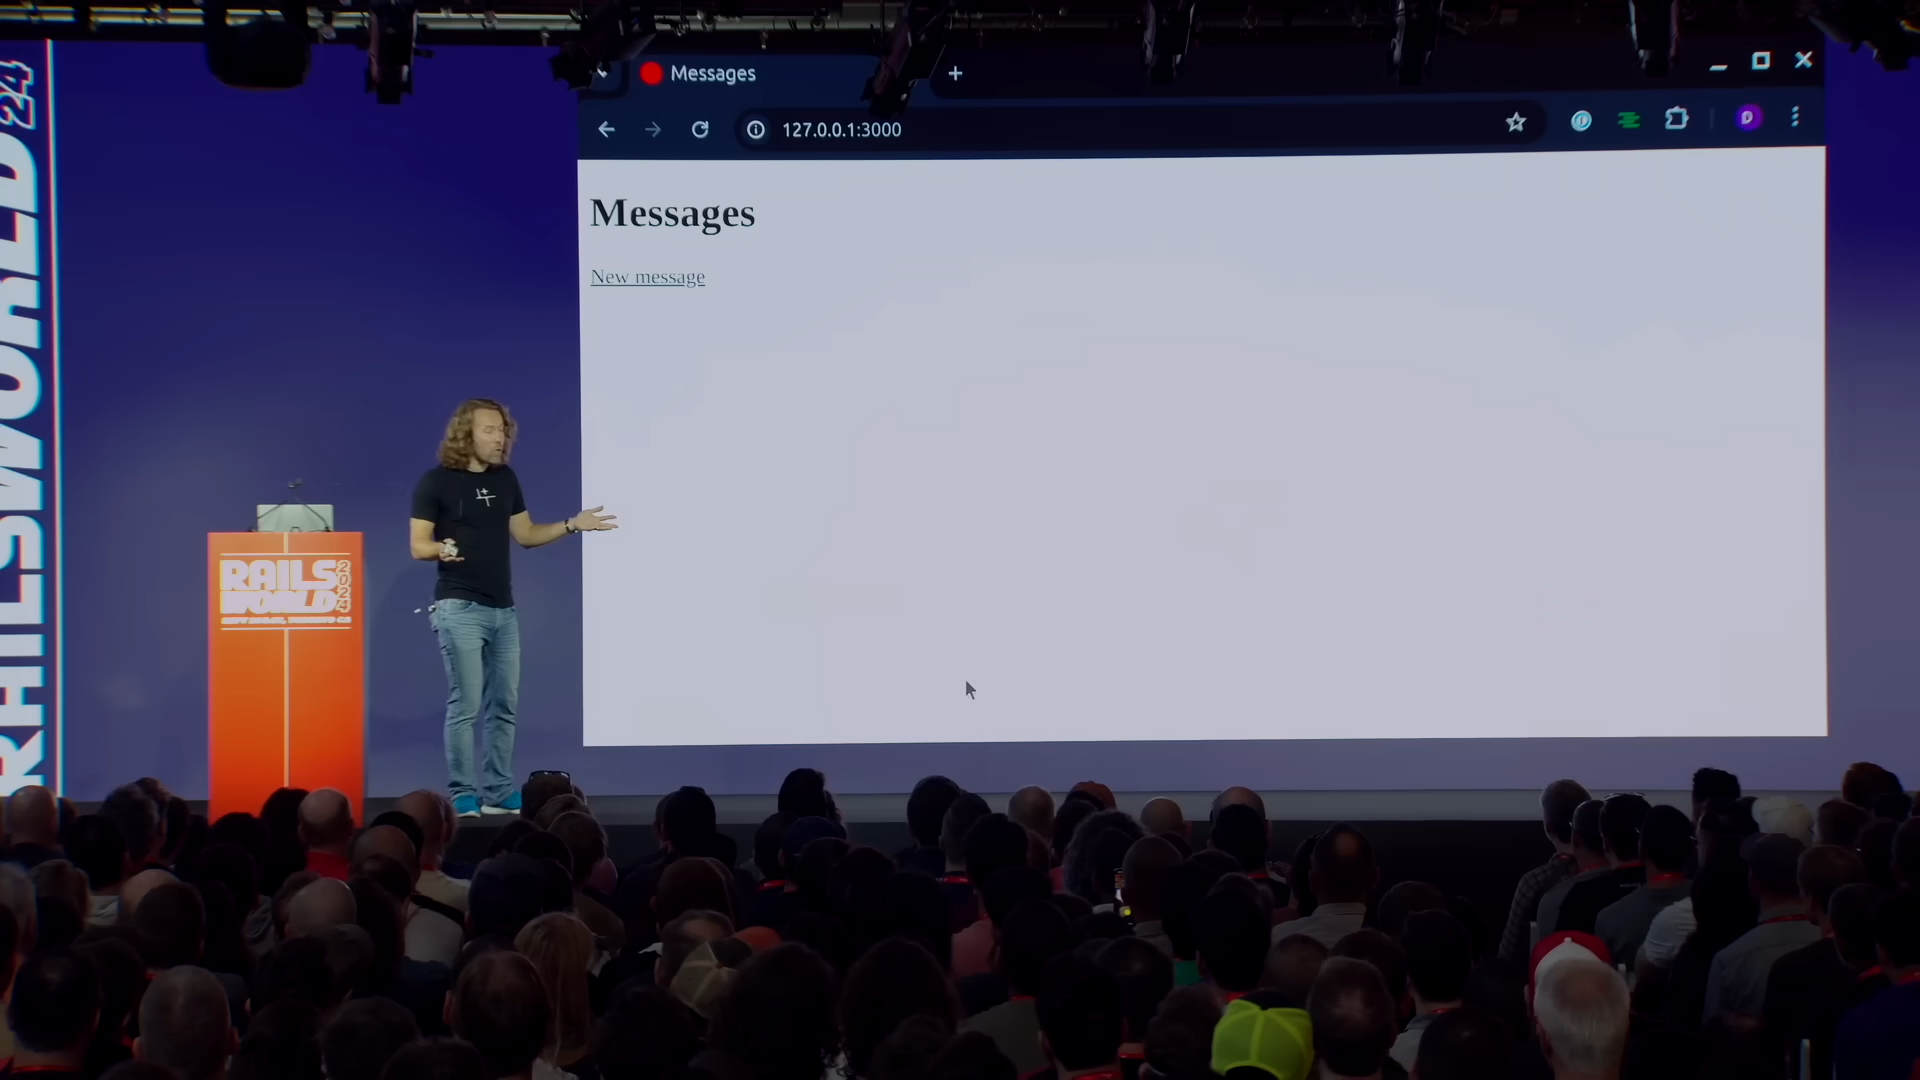 RAILSWORLD 24
Messages
127.0.0.1:3000
D
Messages
New message
RAILS
WORLD
2024